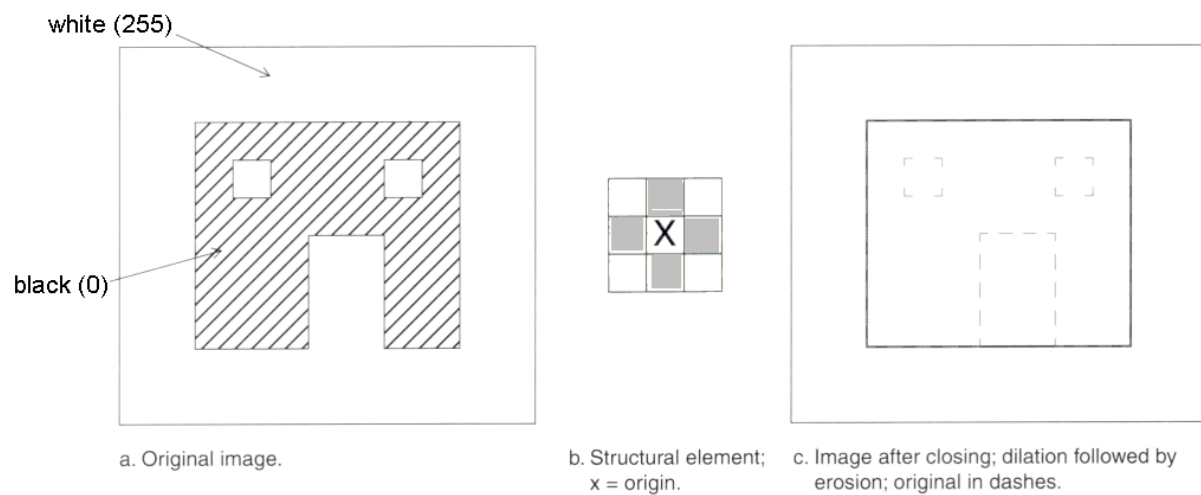 white (255)
black (0)
X
a. Original image.
b. Structural element;
x = origin.
c. Image after closing; dilation followed by
erosion; original in dashes.